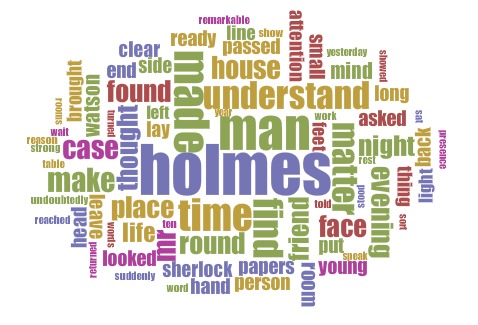 remarkable
ready
line
show
passed
attention
small
yesterday
showed
clear
end
side
made
house
mind
brought
watson
found
understand
long
rooms
turned
thought
left
lay
year
man
feet
work
matter
asked
sat
wait
reason
strong
case
holmes
night
back
presence
table
make
rest
evening
thing
light
undoubtedly
leave
place
time
find
friend
told
stood
face
sort
reached
head
words
life
ten
mr
round
put
speak
returned
looked
suddenly
sherlock
papers
room
young
word
hand
person